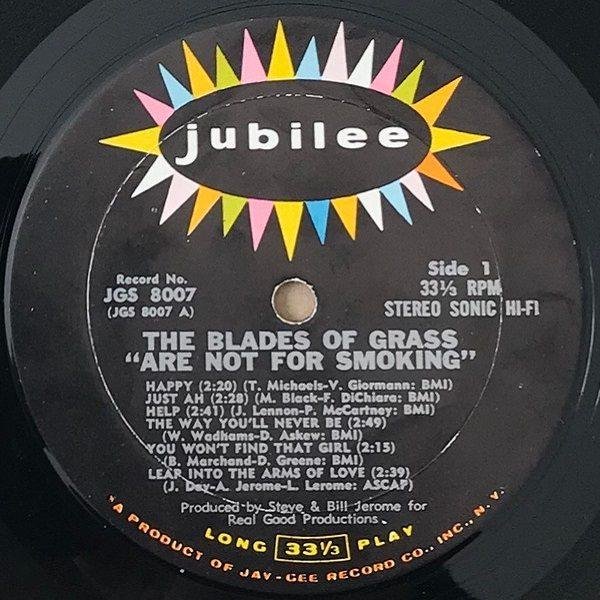 jubilee
Record No.
JGS 8007
(JGS 8007 A)
Side 1
33⅓ RPM
STEREO SONIC HI-FI
THE BLADES OF GRASS
"ARE NOT FOR SMOKING"
HAPPY (2:20) (T. Michaels-V. Giormann: BMI)
JUST AH (2:28) (M. Black-F. DiChiara: BMI)
HELP (2:41) (J. Lennon-P. McCartney: BMI)
THE WAY YOU'LL NEVER BE (2:49)
(W. Wadhams-D. Askew: BMI)
YOU WON'T FIND THAT GIRL (2:15)
(B. Marchand-D. Greene: BMI)
LEAR INTO THE ARMS OF LOVE (2:39)
(J. Day-A. Jerome-L. Lerome: ASCAP)
Produced by Steve & Bill Jerome for
Real Good Productions.
LONG 33⅓ PLAY
A PRODUCT OF JAY-GEE RECORD CO., INC., N.Y.